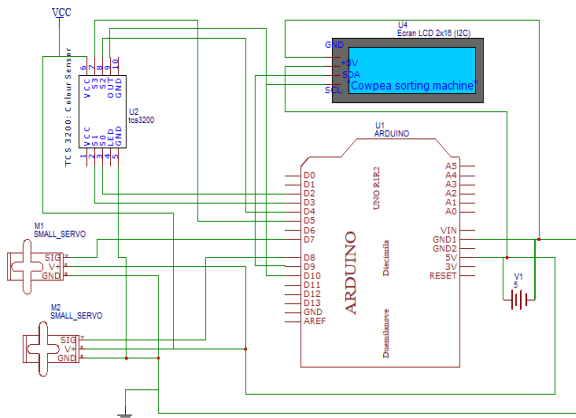 VCC
U4
Ecran LCD 2x16 (I2C)
GND
+5V
SDA
SCL
"Cowpea sorting machine"
TCS 3200: Colour Sensor
6 7 8 9 10
VCC S3 S2 OUT GND
U2
tcs3200
VCC S1 S0 LED GND
1 2 3 4 5
U1
ARDUINO
D0
D1
D2
D3
D4
D5
D6
D7
D8
D9
D10
D11
D12
D13
GND
AREF
ARDUINO
UNO R1R2
Diecimila
Duemilanove
A5
A4
A3
A2
A1
A0
VIN
GND1
GND2
5V
3V
RESET
V1
5
M1
SMALL_SERVO
SIG
V+
GND
M2
SMALL_SERVO
SIG
V+
GND